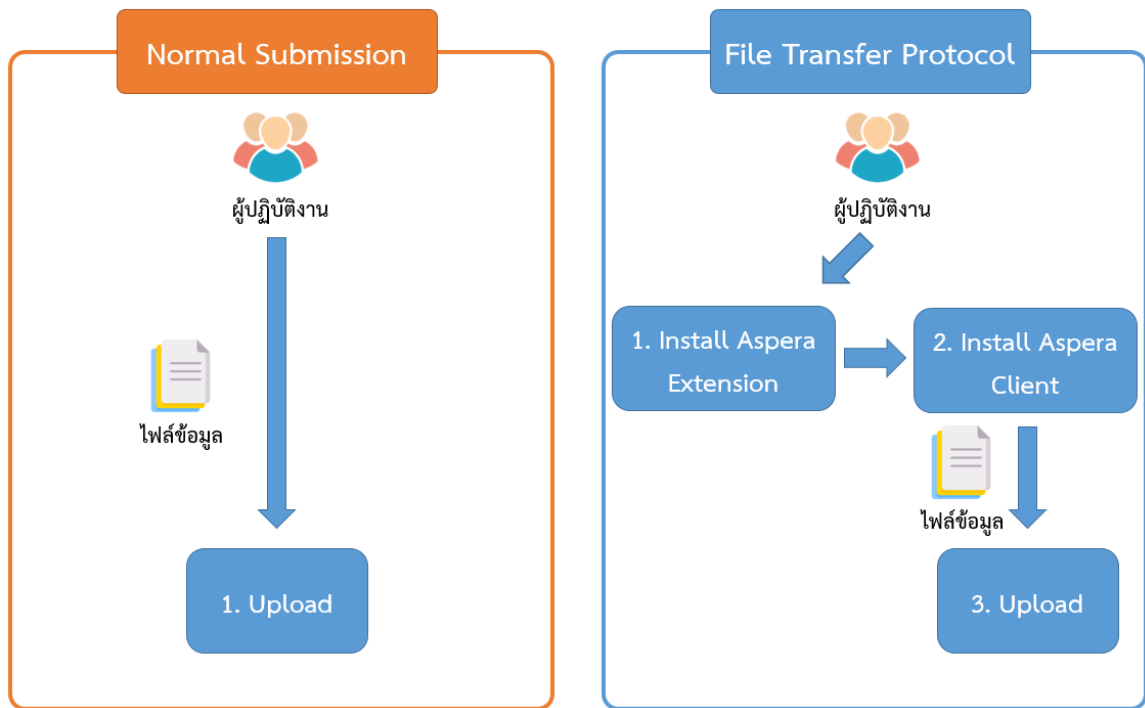 Normal Submission
ผู้ปฏิบัติงาน
ไฟล์ข้อมูล
1. Upload
File Transfer Protocol
ผู้ปฏิบัติงาน
1. Install Aspera
Extension
2. Install Aspera
Client
ไฟล์ข้อมูล
3. Upload